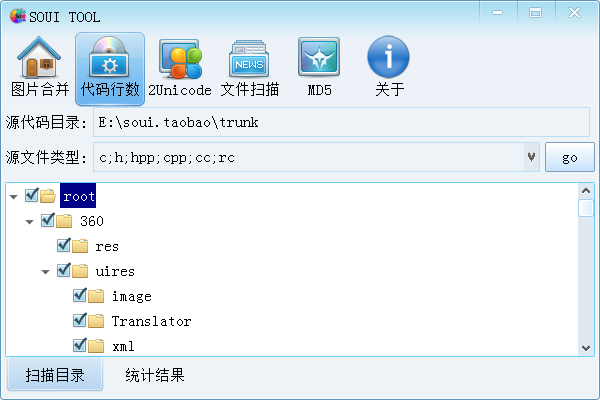 SOUI TOOL
图片合并 代码行数 2Unicode 文件扫描 MD5 关于
NEWS
源代码目录: E:\soui.taobao\trunk
源文件类型: c;h;hpp;cpp;cc;rc go
root
360
res
uires
image
Translator
xml
扫描目录 统计结果